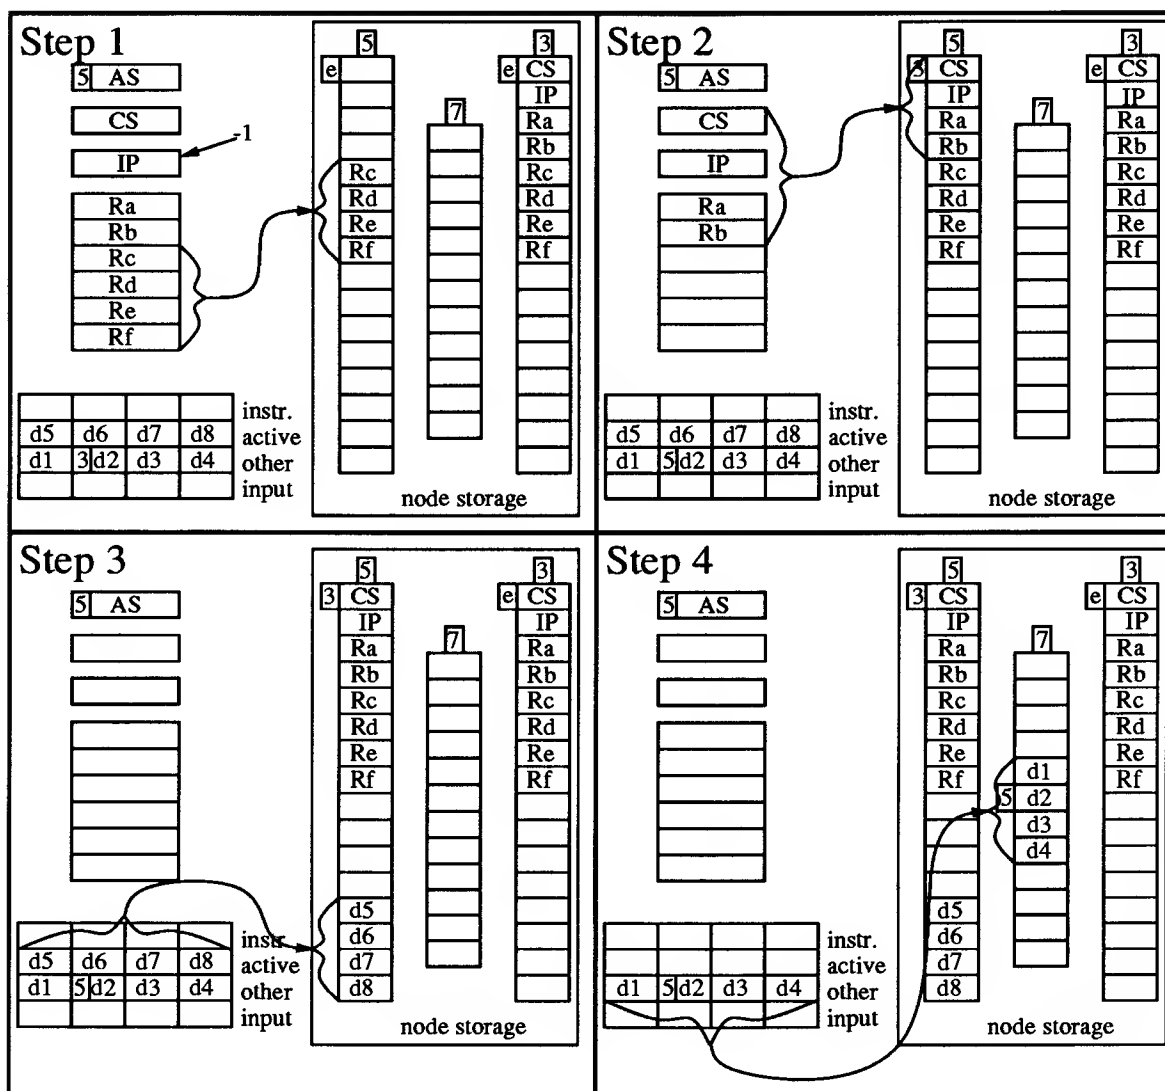 Step 1
5 AS
CS
IP
-1
Ra
Rb
Rc
Rd
Re
Rf
instr.
d5 d6 d7 d8 active
d1 3 d2 d3 d4 other
input
5
e
Rc
Rd
Re
Rf
7
3
e CS
IP
Ra
Rb
Rc
Rd
Re
Rf
node storage
Step 2
5 AS
CS
IP
Ra
Rb
instr.
d5 d6 d7 d8 active
d1 5 d2 d3 d4 other
input
5
3 CS
IP
Ra
Rb
Rc
Rd
Re
Rf
7
3
e CS
IP
Ra
Rb
Rc
Rd
Re
Rf
node storage
Step 3
5 AS
instr.
d5 d6 d7 d8 active
d1 5 d2 d3 d4 other
input
5
3 CS
IP
Ra
Rb
Rc
Rd
Re
Rf
d5
d6
d7
d8
7
3
e CS
IP
Ra
Rb
Rc
Rd
Re
Rf
node storage
Step 4
5 AS
instr.
active
d1 5 d2 d3 d4 other
input
5
3 CS
IP
Ra
Rb
Rc
Rd
Re
Rf
d5
d6
d7
d8
7
d1
5 d2
d3
d4
3
e CS
IP
Ra
Rb
Rc
Rd
Re
Rf
node storage